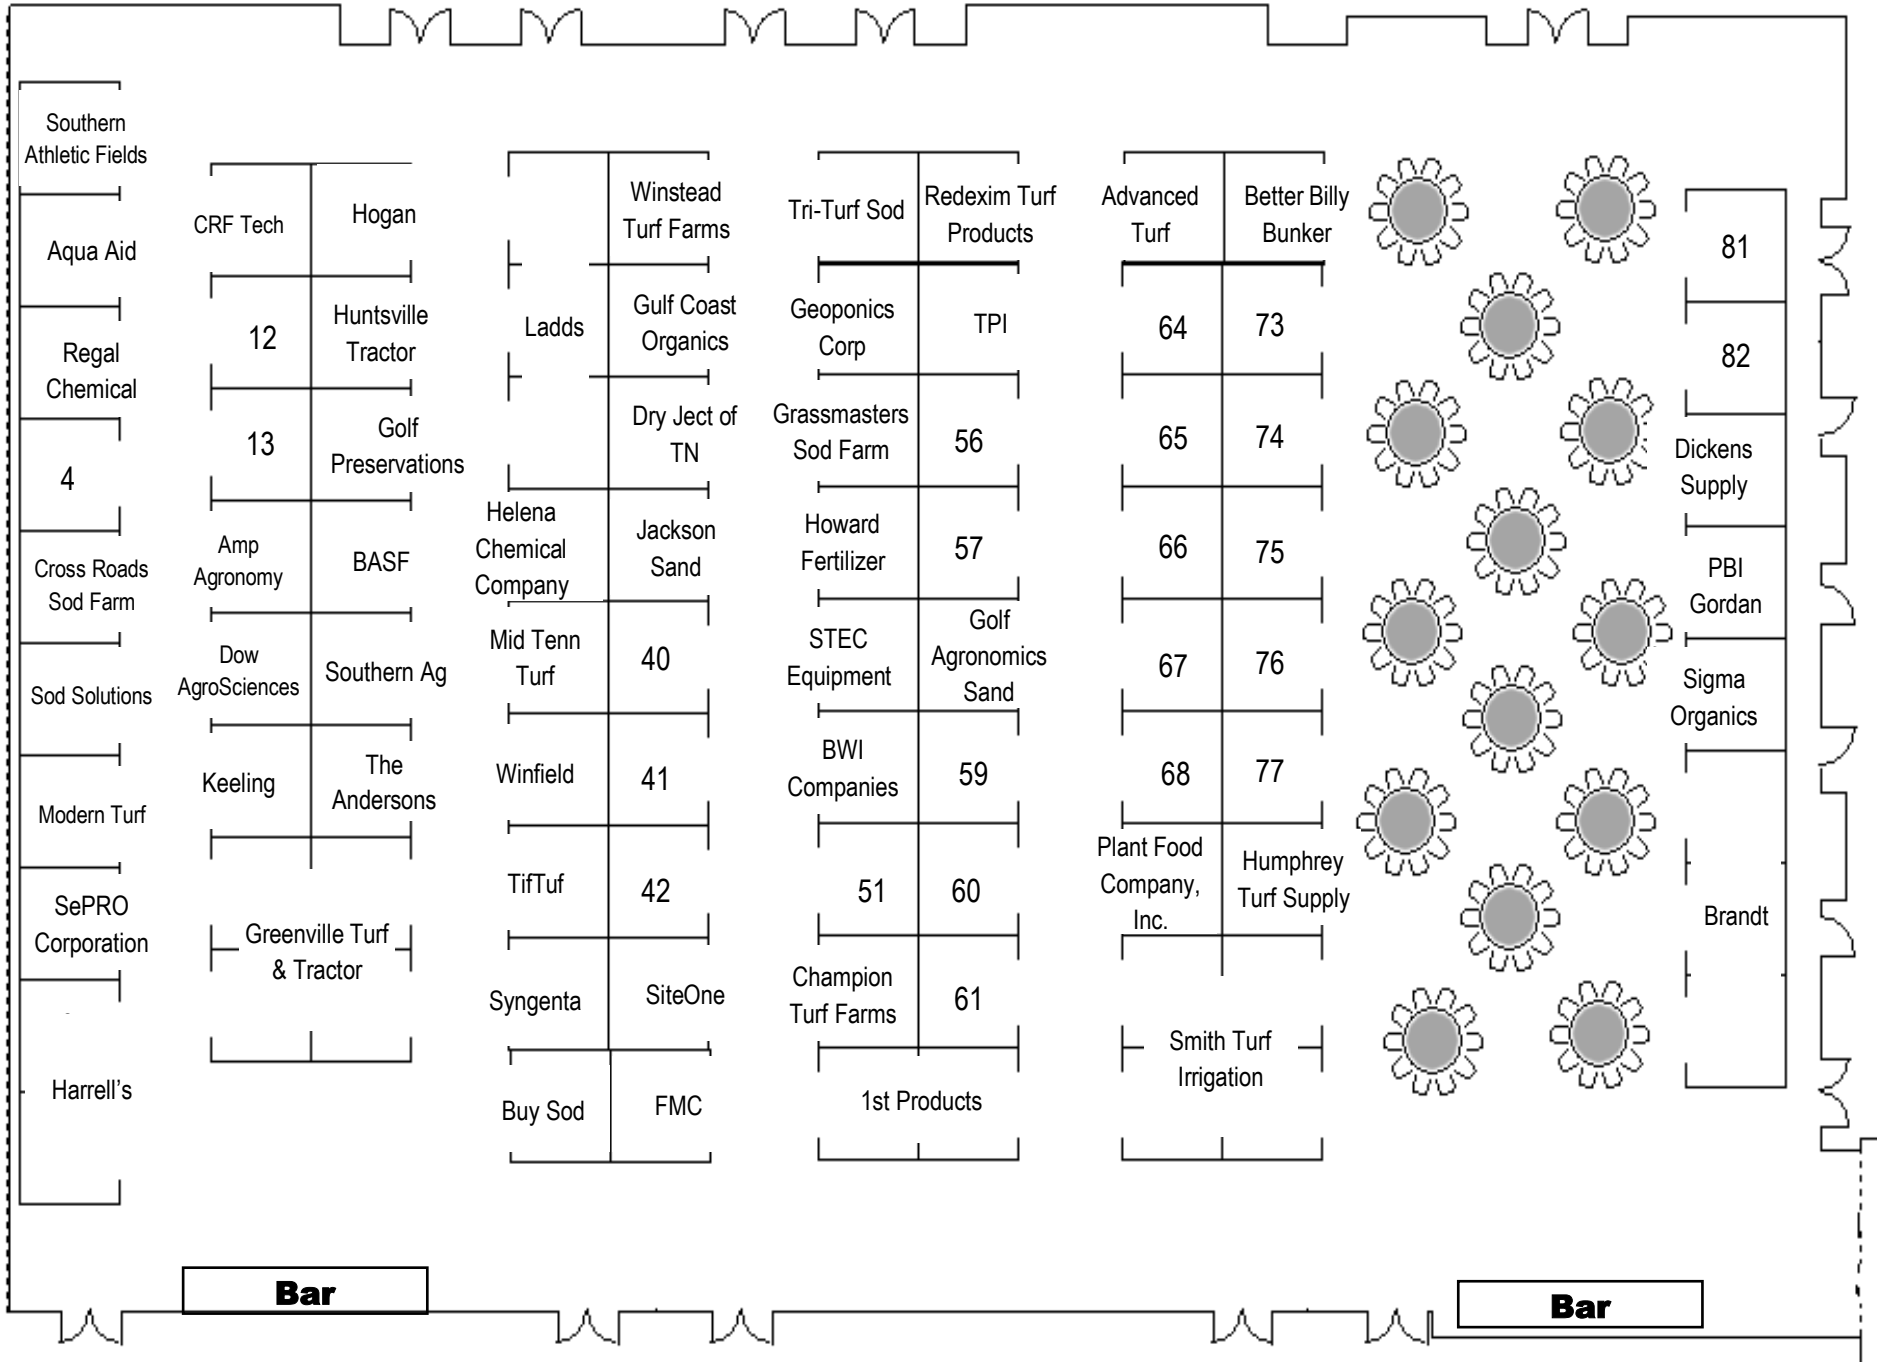 Southern
Athletic Fields
Aqua Aid
Regal
Chemical
4
Cross Roads
Sod Farm
Sod Solutions
Modern Turf
SePRO
Corporation
Harrell's
CRF Tech
12
13
Amp
Agronomy
Dow
AgroSciences
Keeling
Hogan
Huntsville
Tractor
Golf
Preservations
BASF
Southern Ag
The
Andersons
Greenville Turf
& Tractor
Ladds
Helena
Chemical
Company
Mid Tenn
Turf
Winfield
TifTuf
Syngenta
Buy Sod
Winstead
Turf Farms
Gulf Coast
Organics
Dry Ject of
TN
Jackson
Sand
40
41
42
SiteOne
FMC
Tri-Turf Sod
Geoponics
Corp
Grassmasters
Sod Farm
Howard
Fertilizer
STEC
Equipment
BWI
Companies
51
Champion
Turf Farms
Redexim Turf
Products
TPI
56
57
Golf
Agronomics
Sand
59
60
61
1st Products
Advanced
Turf
64
65
66
67
68
Plant Food
Company,
Inc.
Better Billy
Bunker
73
74
75
76
77
Humphrey
Turf Supply
Smith Turf
Irrigation
81
82
Dickens
Supply
PBI
Gordan
Sigma
Organics
Brandt
Bar
Bar